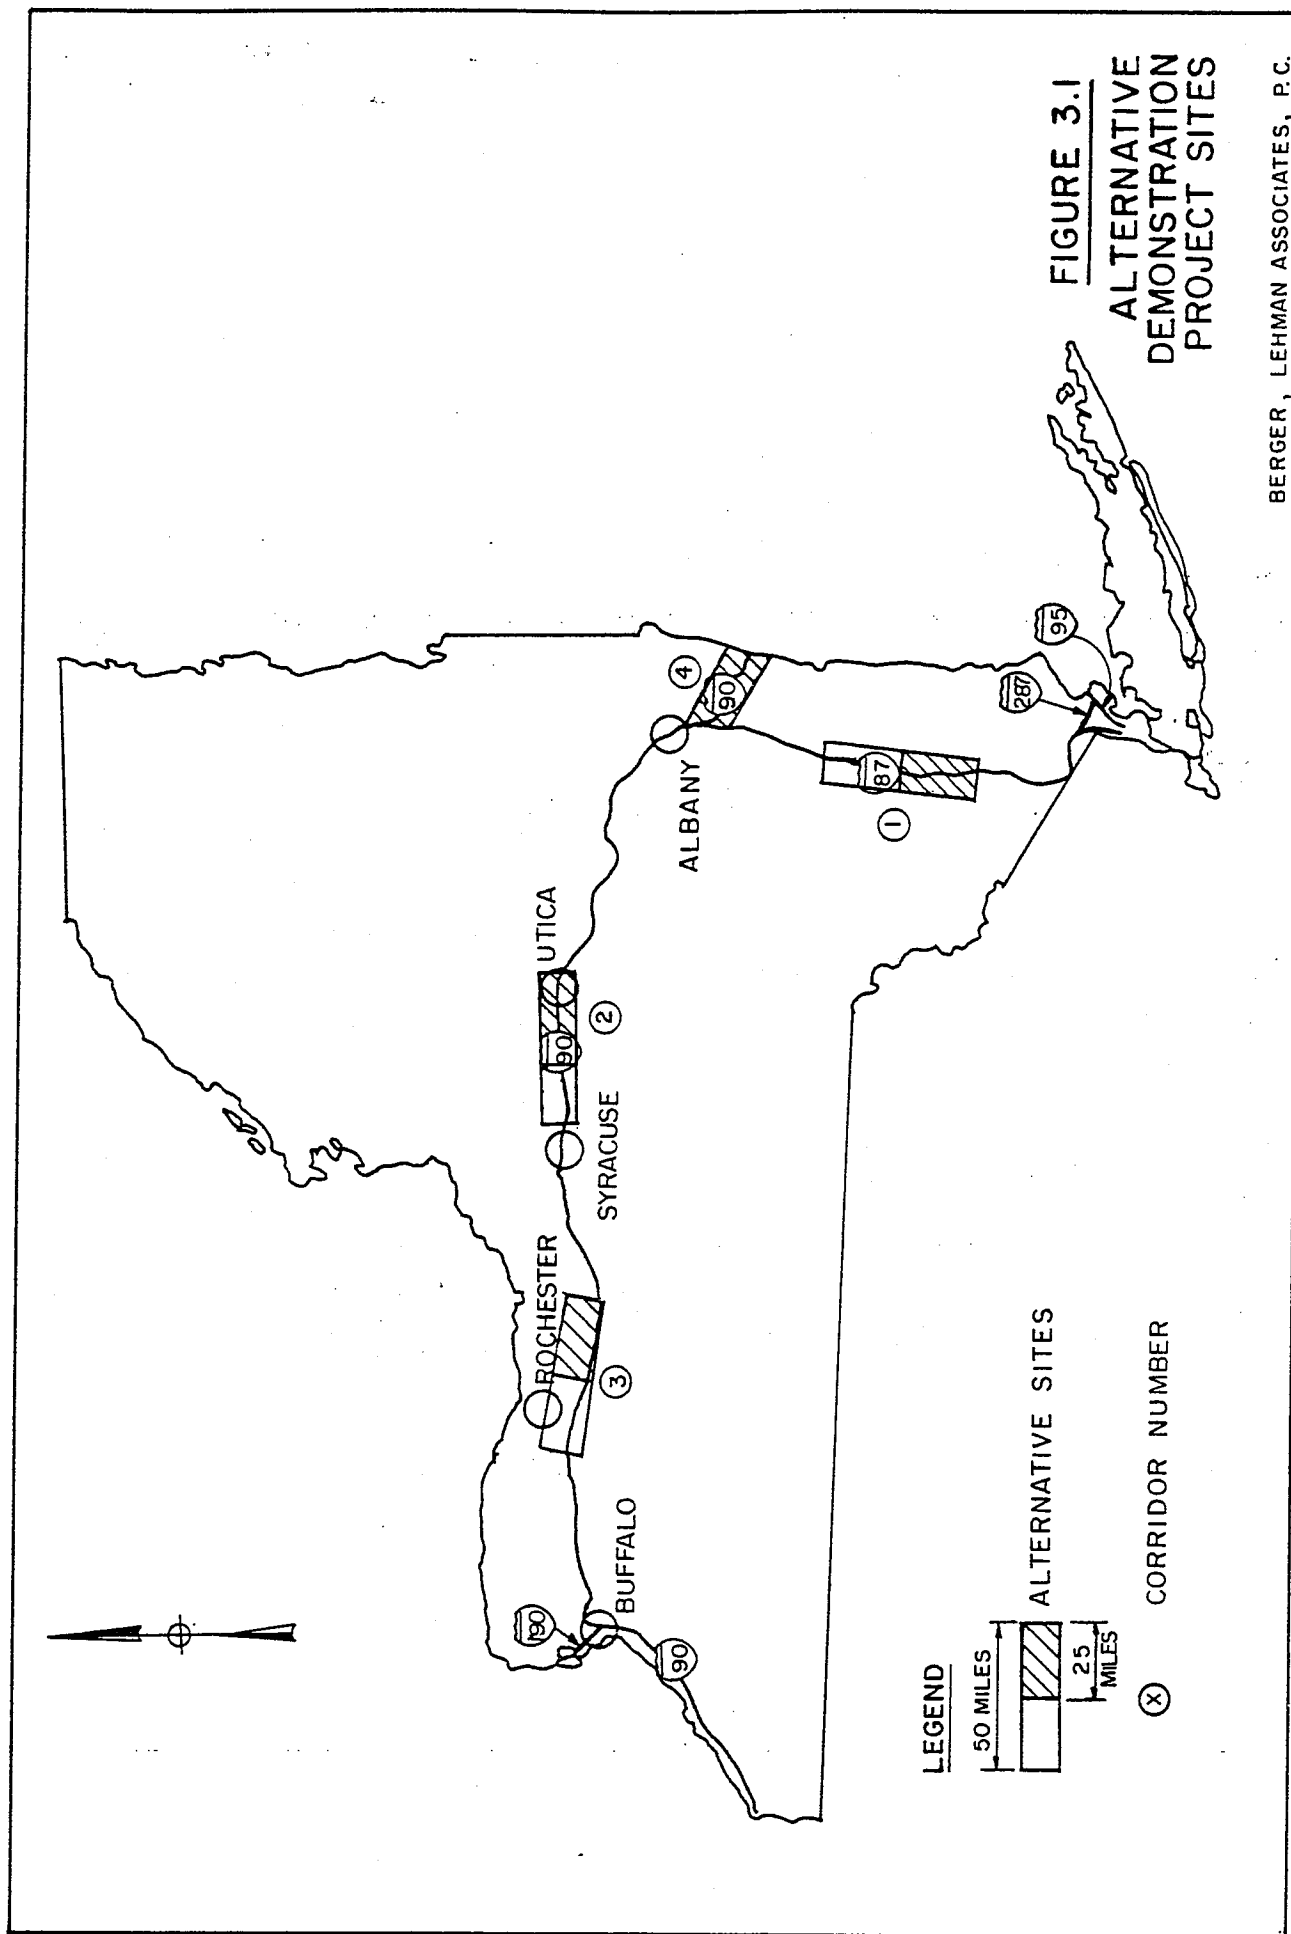 190
BUFFALO
90
ROCHESTER
3
SYRACUSE
90
UTICA
2
ALBANY
4
90
87
1
287
95
LEGEND
50 MILES
25
MILES
ALTERNATIVE SITES
X
CORRIDOR NUMBER
FIGURE 3.1
ALTERNATIVE
DEMONSTRATION
PROJECT SITES
BERGER, LEHMAN ASSOCIATES, P.C.